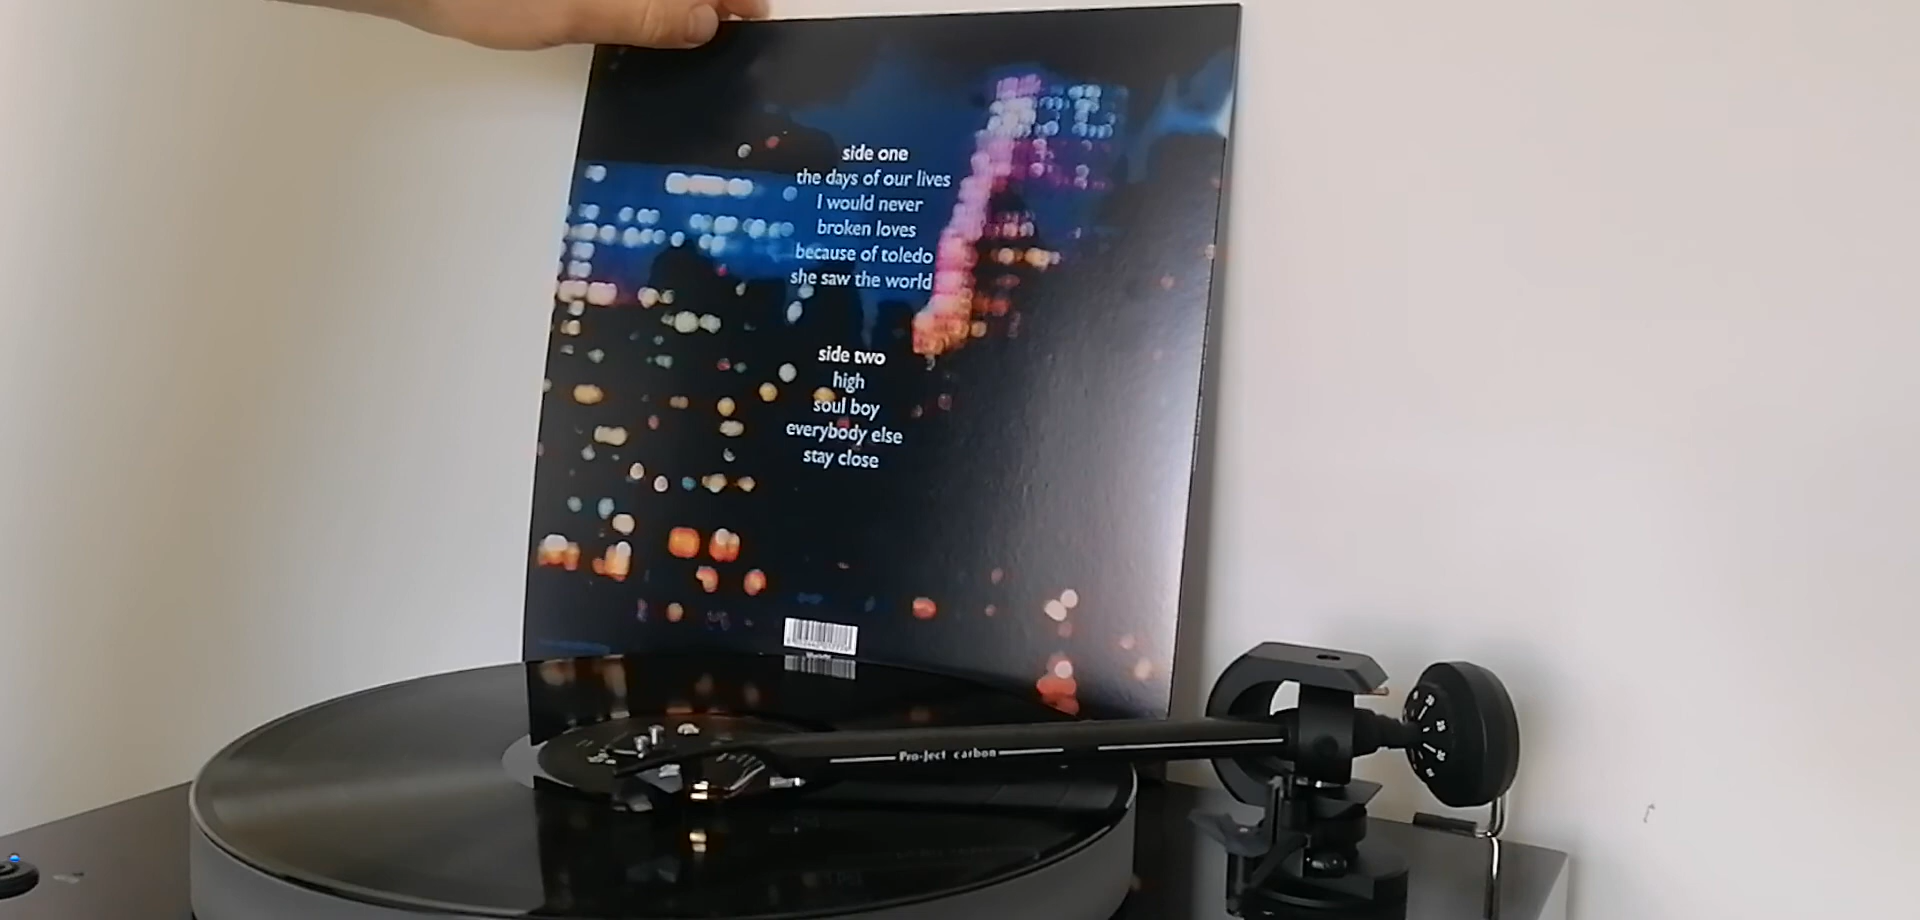 side one
the days of our lives
I would never
broken loves
because of toledo
she saw the world
side two
high
soul boy
everybody else
stay close
Pro-Ject carbon